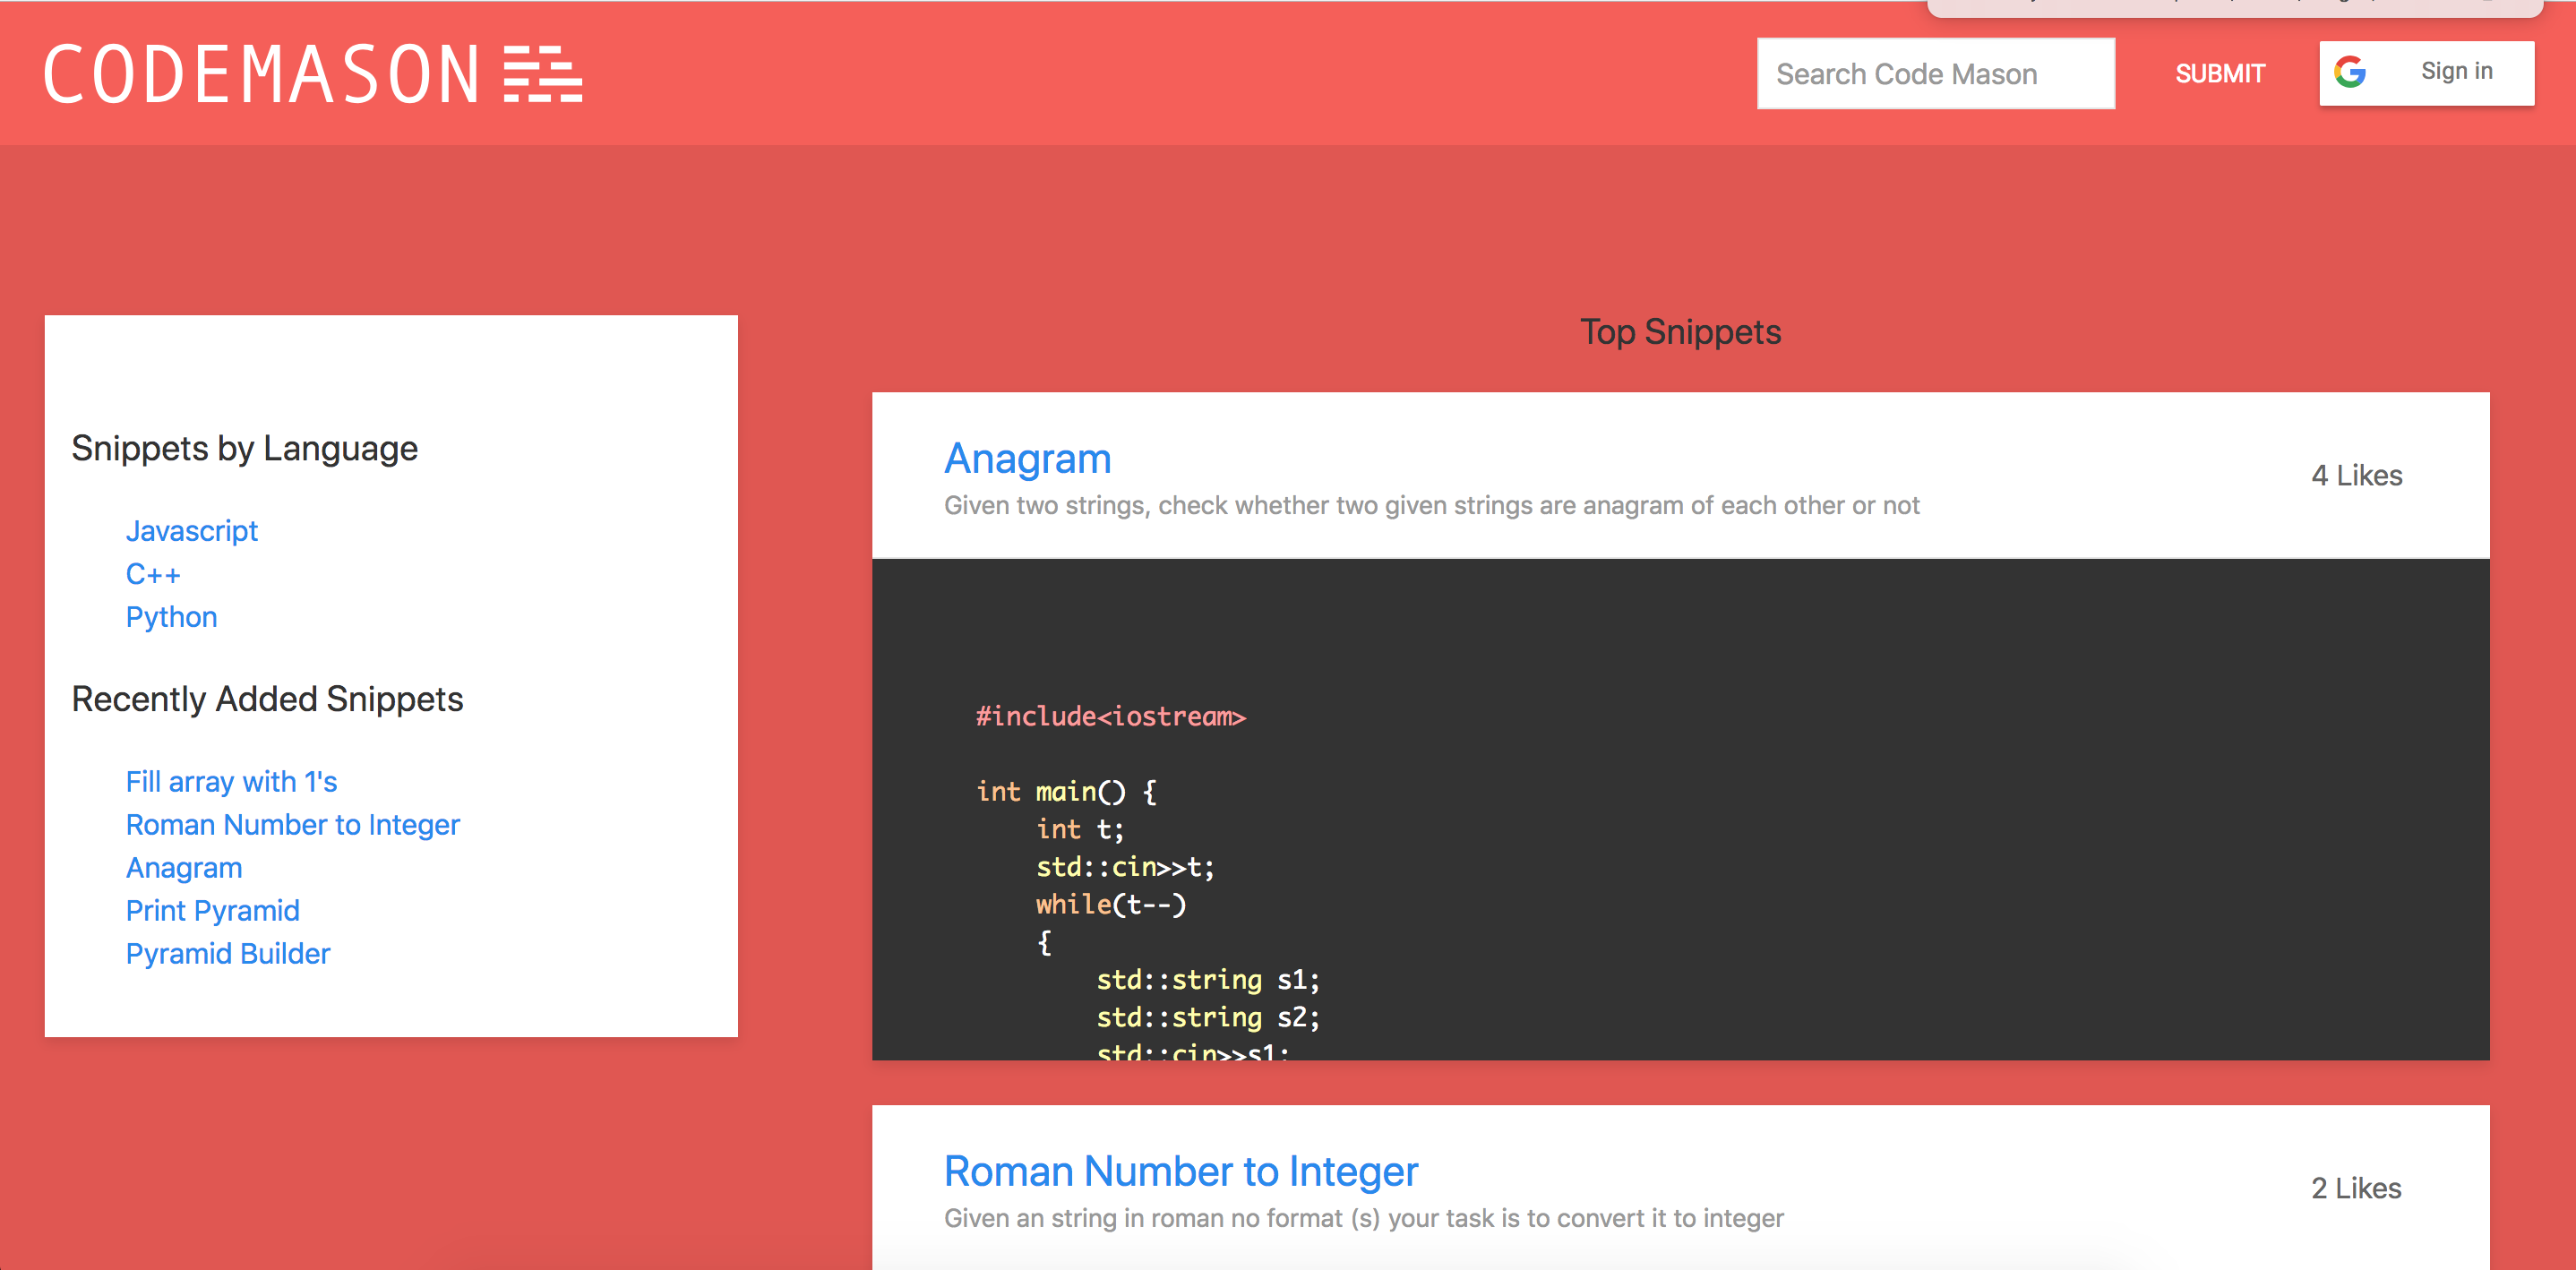 CODEMASON
Search Code Mason
SUBMIT
Sign in
Snippets by Language
Javascript
C++
Python
Recently Added Snippets
Fill array with 1's
Roman Number to Integer
Anagram
Print Pyramid
Pyramid Builder
Top Snippets
Anagram
4 Likes
Given two strings, check whether two given strings are anagram of each other or not
#include<iostream>
int main() {
int t;
std::cin>>t;
while(t--)
{
std::string s1;
std::string s2;
std::cin>>s1;
Roman Number to Integer
2 Likes
Given an string in roman no format (s) your task is to convert it to integer